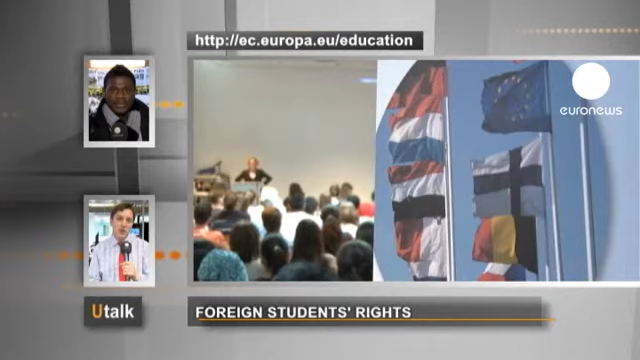 http://ec.europa.eu/education
euronews
Utalk
FOREIGN STUDENTS' RIGHTS